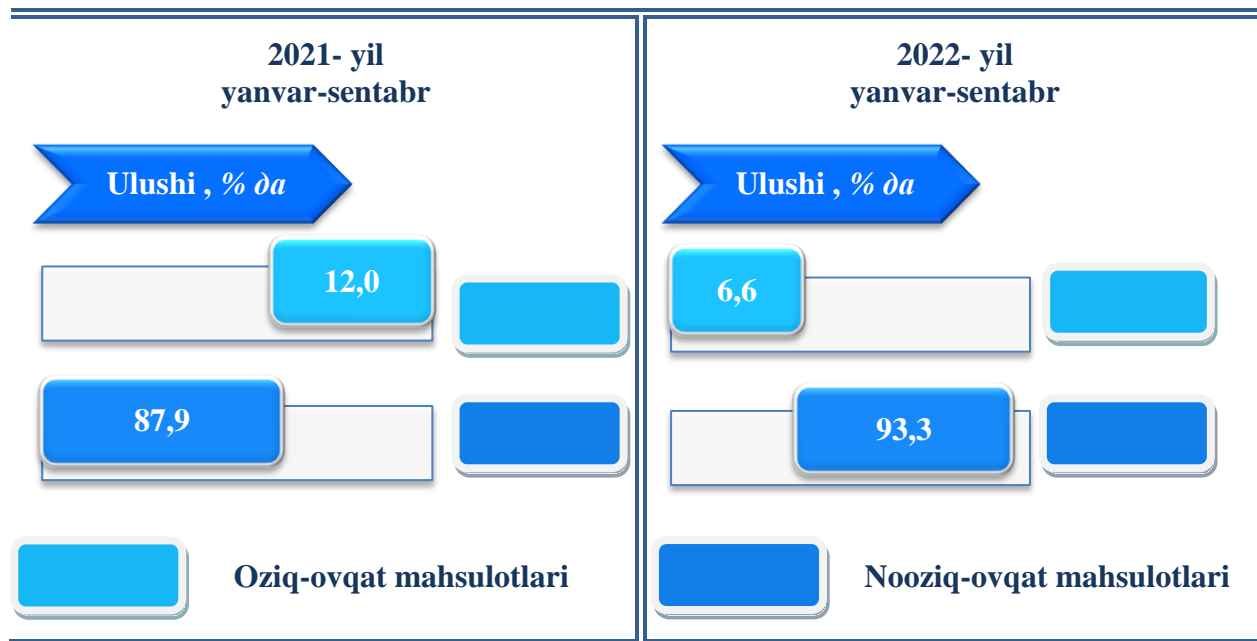 2021- yil
yanvar-sentabr
Ulushi , % да
12,0
87,9
Oziq-ovqat mahsulotlari
2022- yil
yanvar-sentabr
Ulushi , % да
6,6
93,3
Nooziq-ovqat mahsulotlari